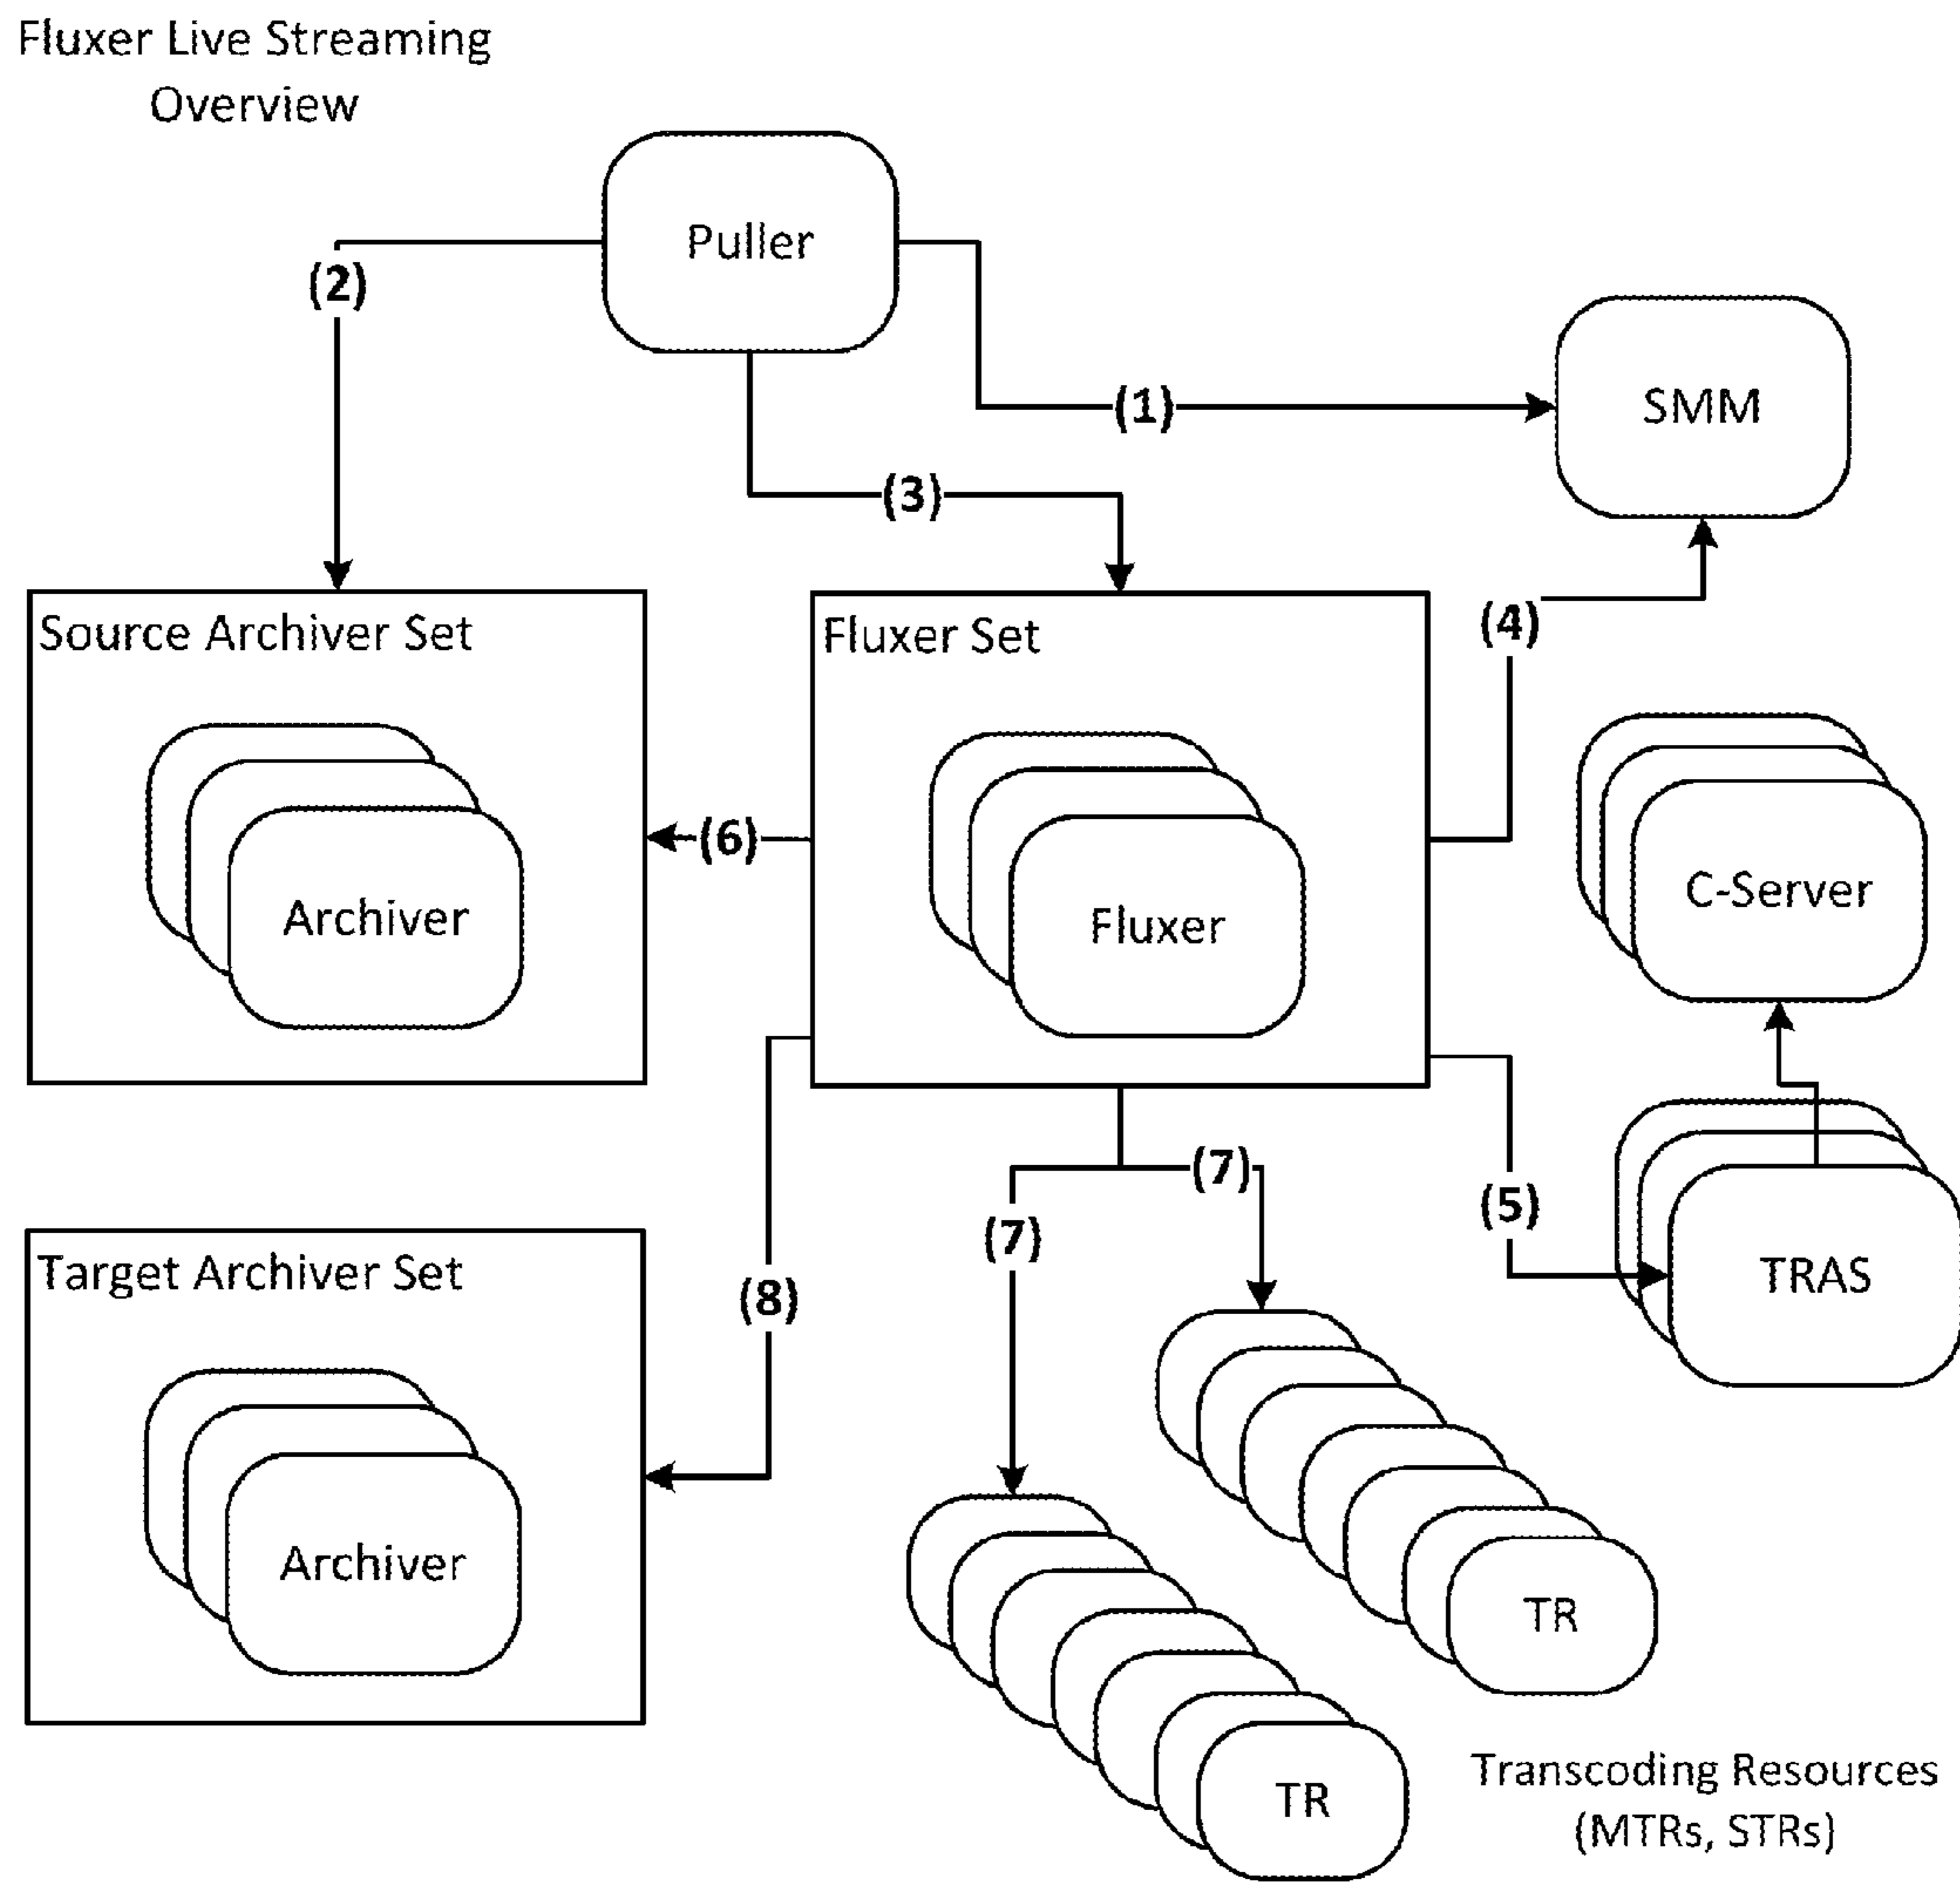 Fluxer Live Streaming
Overview
Puller
(2)
(1)
SMM
(3)
Source Archiver Set
Fluxer Set
(4)
(6)
C-Server
Archiver
Fluxer
(7)
(5)
(7)
Target Archiver Set
TRAS
(8)
Archiver
TR
TR
Transcoding Resources
(MTRs, STRs)